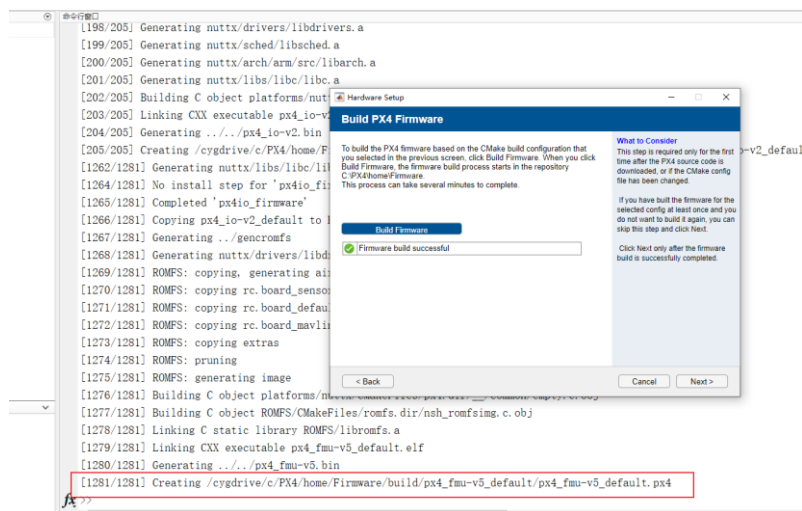 命令行窗口
[198/205] Generating nuttx/drivers/libdrivers.a
[199/205] Generating nuttx/sched/libsched.a
[200/205] Generating nuttx/arch/arm/src/libarch.a
[201/205] Generating nuttx/libs/libc/libc.a
[202/205] Building C object platforms/nut
[203/205] Linking CXX executable px4_io-v
[204/205] Generating ../../px4_io-v2.bin
[205/205] Creating /cygdrive/c/PX4/home/F
o-v2_defaul
[1262/1281] Generating nuttx/libs/libc/li
[1264/1281] No install step for 'px4io_fi
[1265/1281] Completed 'px4io_firmware'
[1266/1281] Copying px4_io-v2_default to
[1267/1281] Generating ../gencromfs
[1268/1281] Generating nuttx/drivers/libd
[1269/1281] ROMFS: copying, generating ai
[1270/1281] ROMFS: copying rc.board_senso
[1271/1281] ROMFS: copying rc.board_defau
[1272/1281] ROMFS: copying rc.board_mavli
[1273/1281] ROMFS: copying extras
[1274/1281] ROMFS: pruning
[1275/1281] ROMFS: generating image
[1276/1281] Building C object platforms/n
[1277/1281] Building C object ROMFS/CMakeFiles/romfs.dir/nsh_romfsimg.c.obj
[1278/1281] Linking C static library ROMFS/libromfs.a
[1279/1281] Linking CXX executable px4_fmu-v5_default.elf
[1280/1281] Generating ../../px4_fmu-v5.bin
[1281/1281] Creating /cygdrive/c/PX4/home/Firmware/build/px4_fmu-v5_default/px4_fmu-v5_default.px4
fx >>
Hardware Setup
Build PX4 Firmware
To build the PX4 firmware based on the CMake build configuration that
you selected in the previous screen, click Build Firmware. When you click
Build Firmware, the firmware build process starts in the repository
C:\PX4\home\Firmware.
This process can take several minutes to complete.
Build Firmware
Firmware build successful
What to Consider
This step is required only for the first
time after the PX4 source code is
downloaded, or if the CMake config
file has been changed.
If you have built the firmware for the
selected config at least once and you
do not want to build it again, you can
skip this step and click Next.
Click Next only after the firmware
build is successfully completed.
< Back
Cancel
Next >